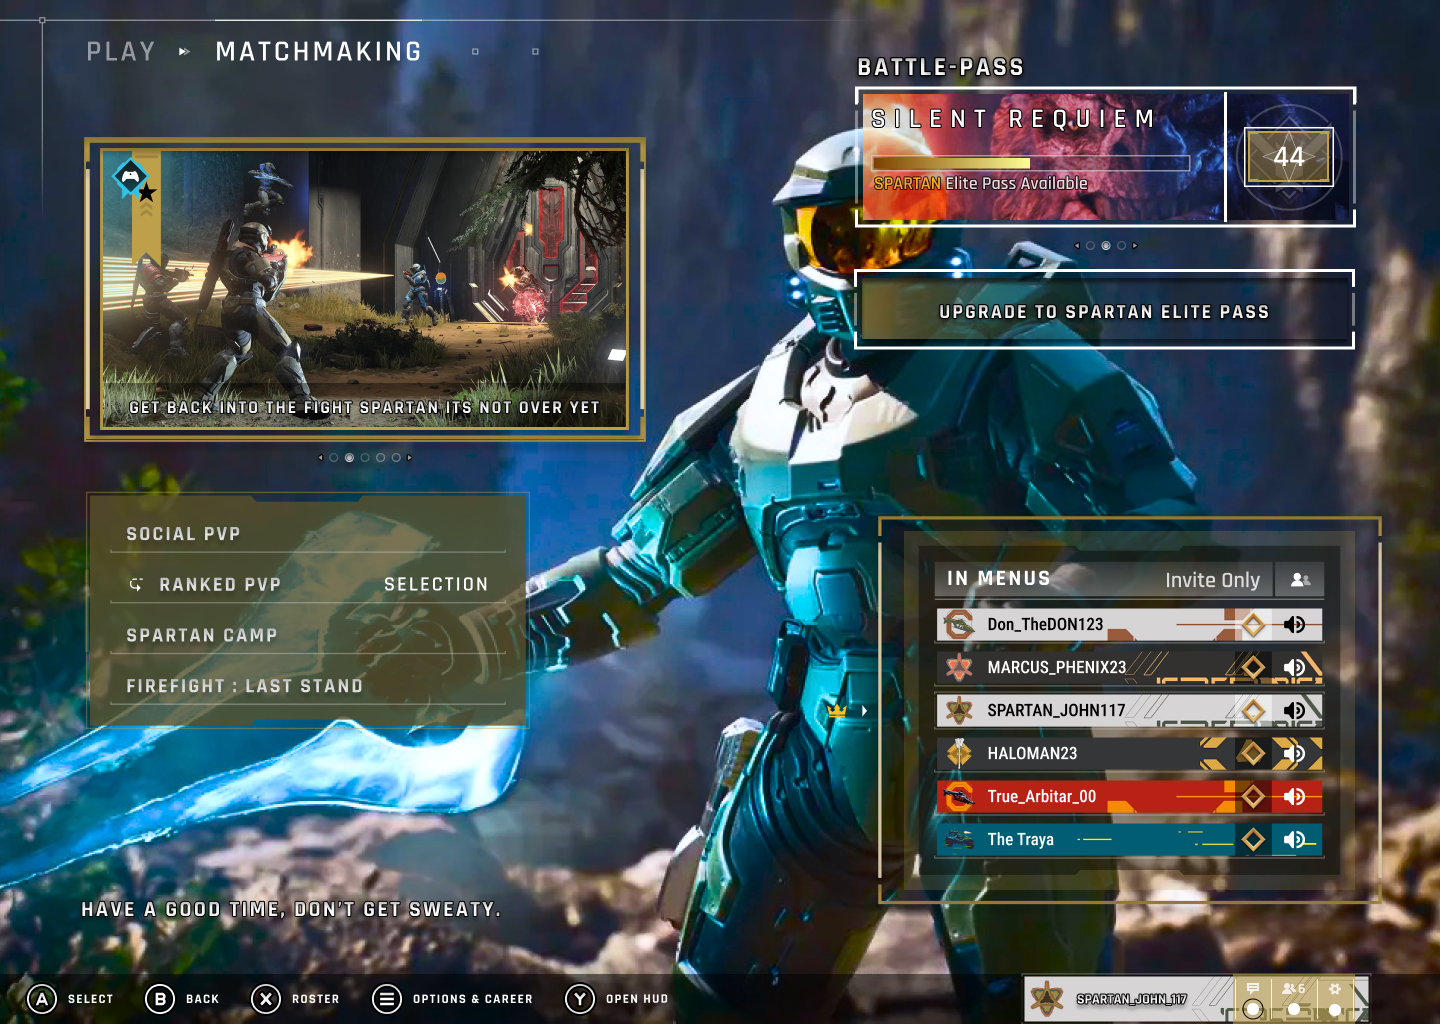 PLAY MATCHMAKING
BATTLE-PASS
SILENT REQUIEM
44
SPARTAN Elite Pass Available
UPGRADE TO SPARTAN ELITE PASS
GET BACK INTO THE FIGHT SPARTAN ITS NOT OVER YET
SOCIAL PVP
RANKED PVP SELECTION
SPARTAN CAMP
FIREFIGHT : LAST STAND
IN MENUS Invite Only
Don_TheDON123
MARCUS_PHENIX23
SPARTAN_JOHN117
HALOMAN23
True_Arbitar_00
The Traya
HAVE A GOOD TIME, DON'T GET SWEATY.
A SELECT B BACK X ROSTER OPTIONS & CAREER Y OPEN HUD
SPARTAN_JOHN_117 6